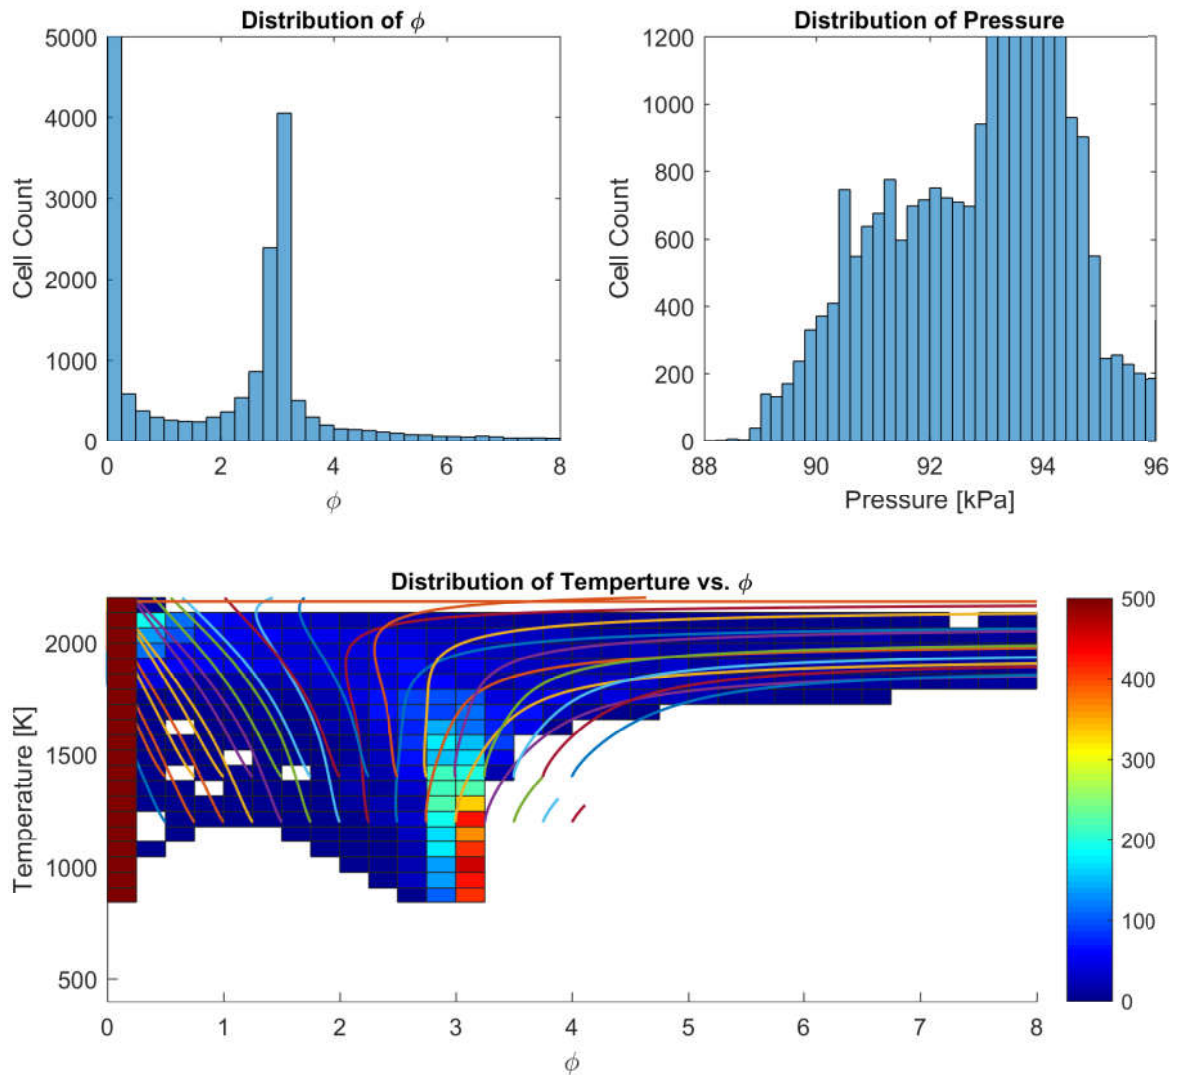 Distribution of ϕ
5000
4000
3000
2000
1000
0
Cell Count
0 2 4 6 8
ϕ
Distribution of Pressure
1200
1000
800
600
400
200
0
Cell Count
88 90 92 94 96
Pressure [kPa]
Distribution of Temperture vs. ϕ
2000
1500
1000
500
Temperature [K]
0 1 2 3 4 5 6 7 8
ϕ
500
400
300
200
100
0